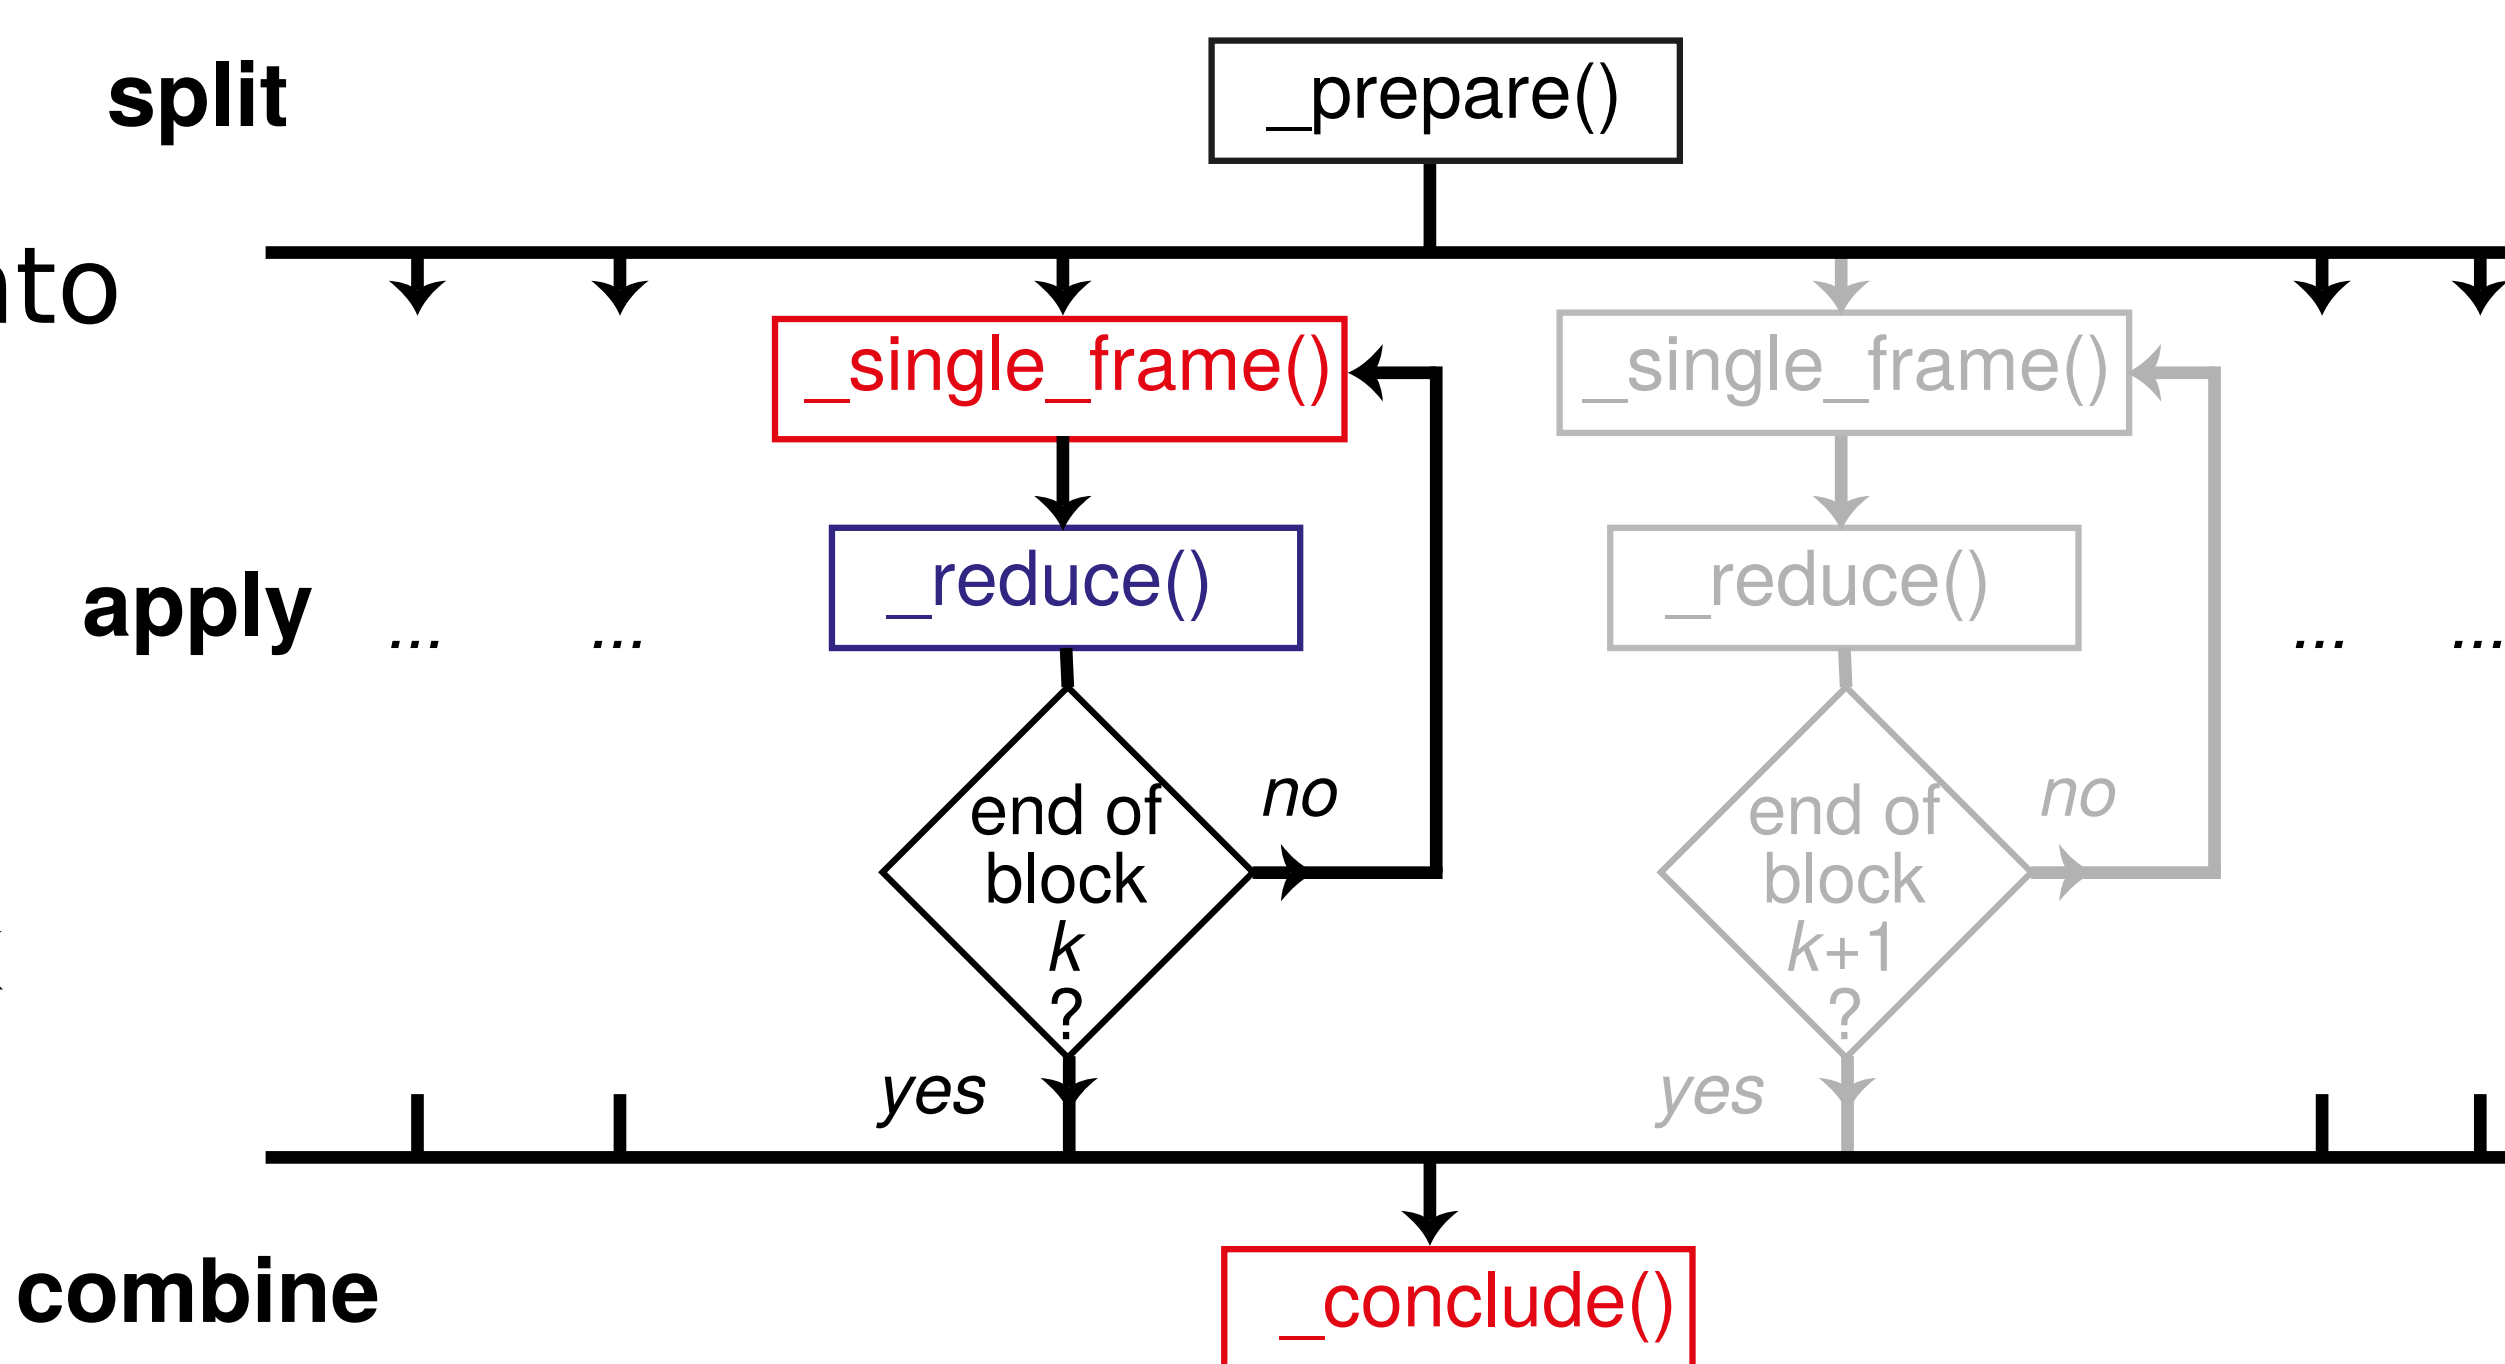 split
_prepare()
_single_frame()
_single_frame()
_reduce()
_reduce()
apply
...
...
...
...
end of
block
k
?
no
end of
block
k+1
?
no
yes
yes
combine
_conclude()